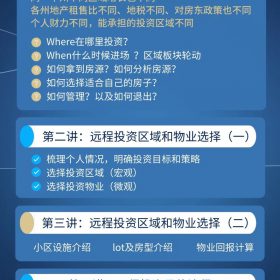 各州地产租售比不同、地税不同、对房东政策也不同
个人财力不同，能承担的投资区域不同
Where在哪里投资？
When什么时候进场 ？区域板块轮动
如何拿到房源？如何分析房源？
如何选择适合自己的房子？
如何管理？以及如何退出？
第二讲：远程投资区域和物业选择（一）
梳理个人情况，明确投资目标和策略
选择投资区域（宏观）
选择投资物业（微观）
第三讲：远程投资区域和物业选择（二）
小区设施介绍 lot及房型介绍 物业回报计算